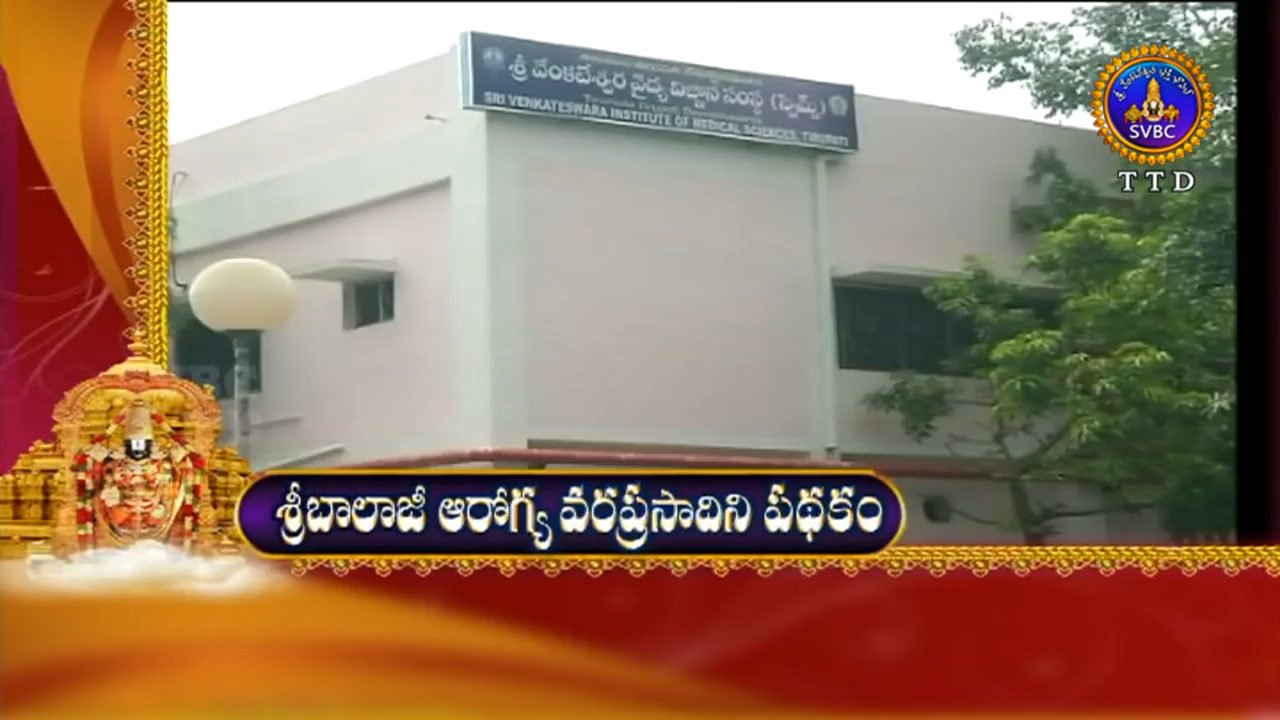 శ్రీ వేంకటేశ్వర వైద్య విజ్ఞాన సంస్థ (స్విమ్స్)
SRI VENKATESWARA INSTITUTE OF MEDICAL SCIENCES, TIRUPATI
SVBC
TTD
శ్రీబాలాజీ ఆరోగ్య వరప్రసాదిని పథకం